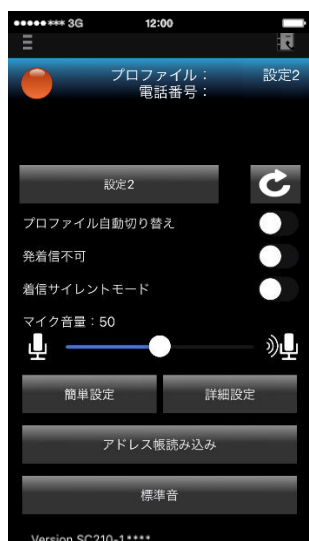 ●●●●●*** 3G 12:00
プロファイル： 設定2
電話番号：
設定2
プロファイル自動切り替え
発着信不可
着信サイレントモード
マイク音量：50
簡単設定 詳細設定
アドレス帳読み込み
標準音
Version SC210-1****